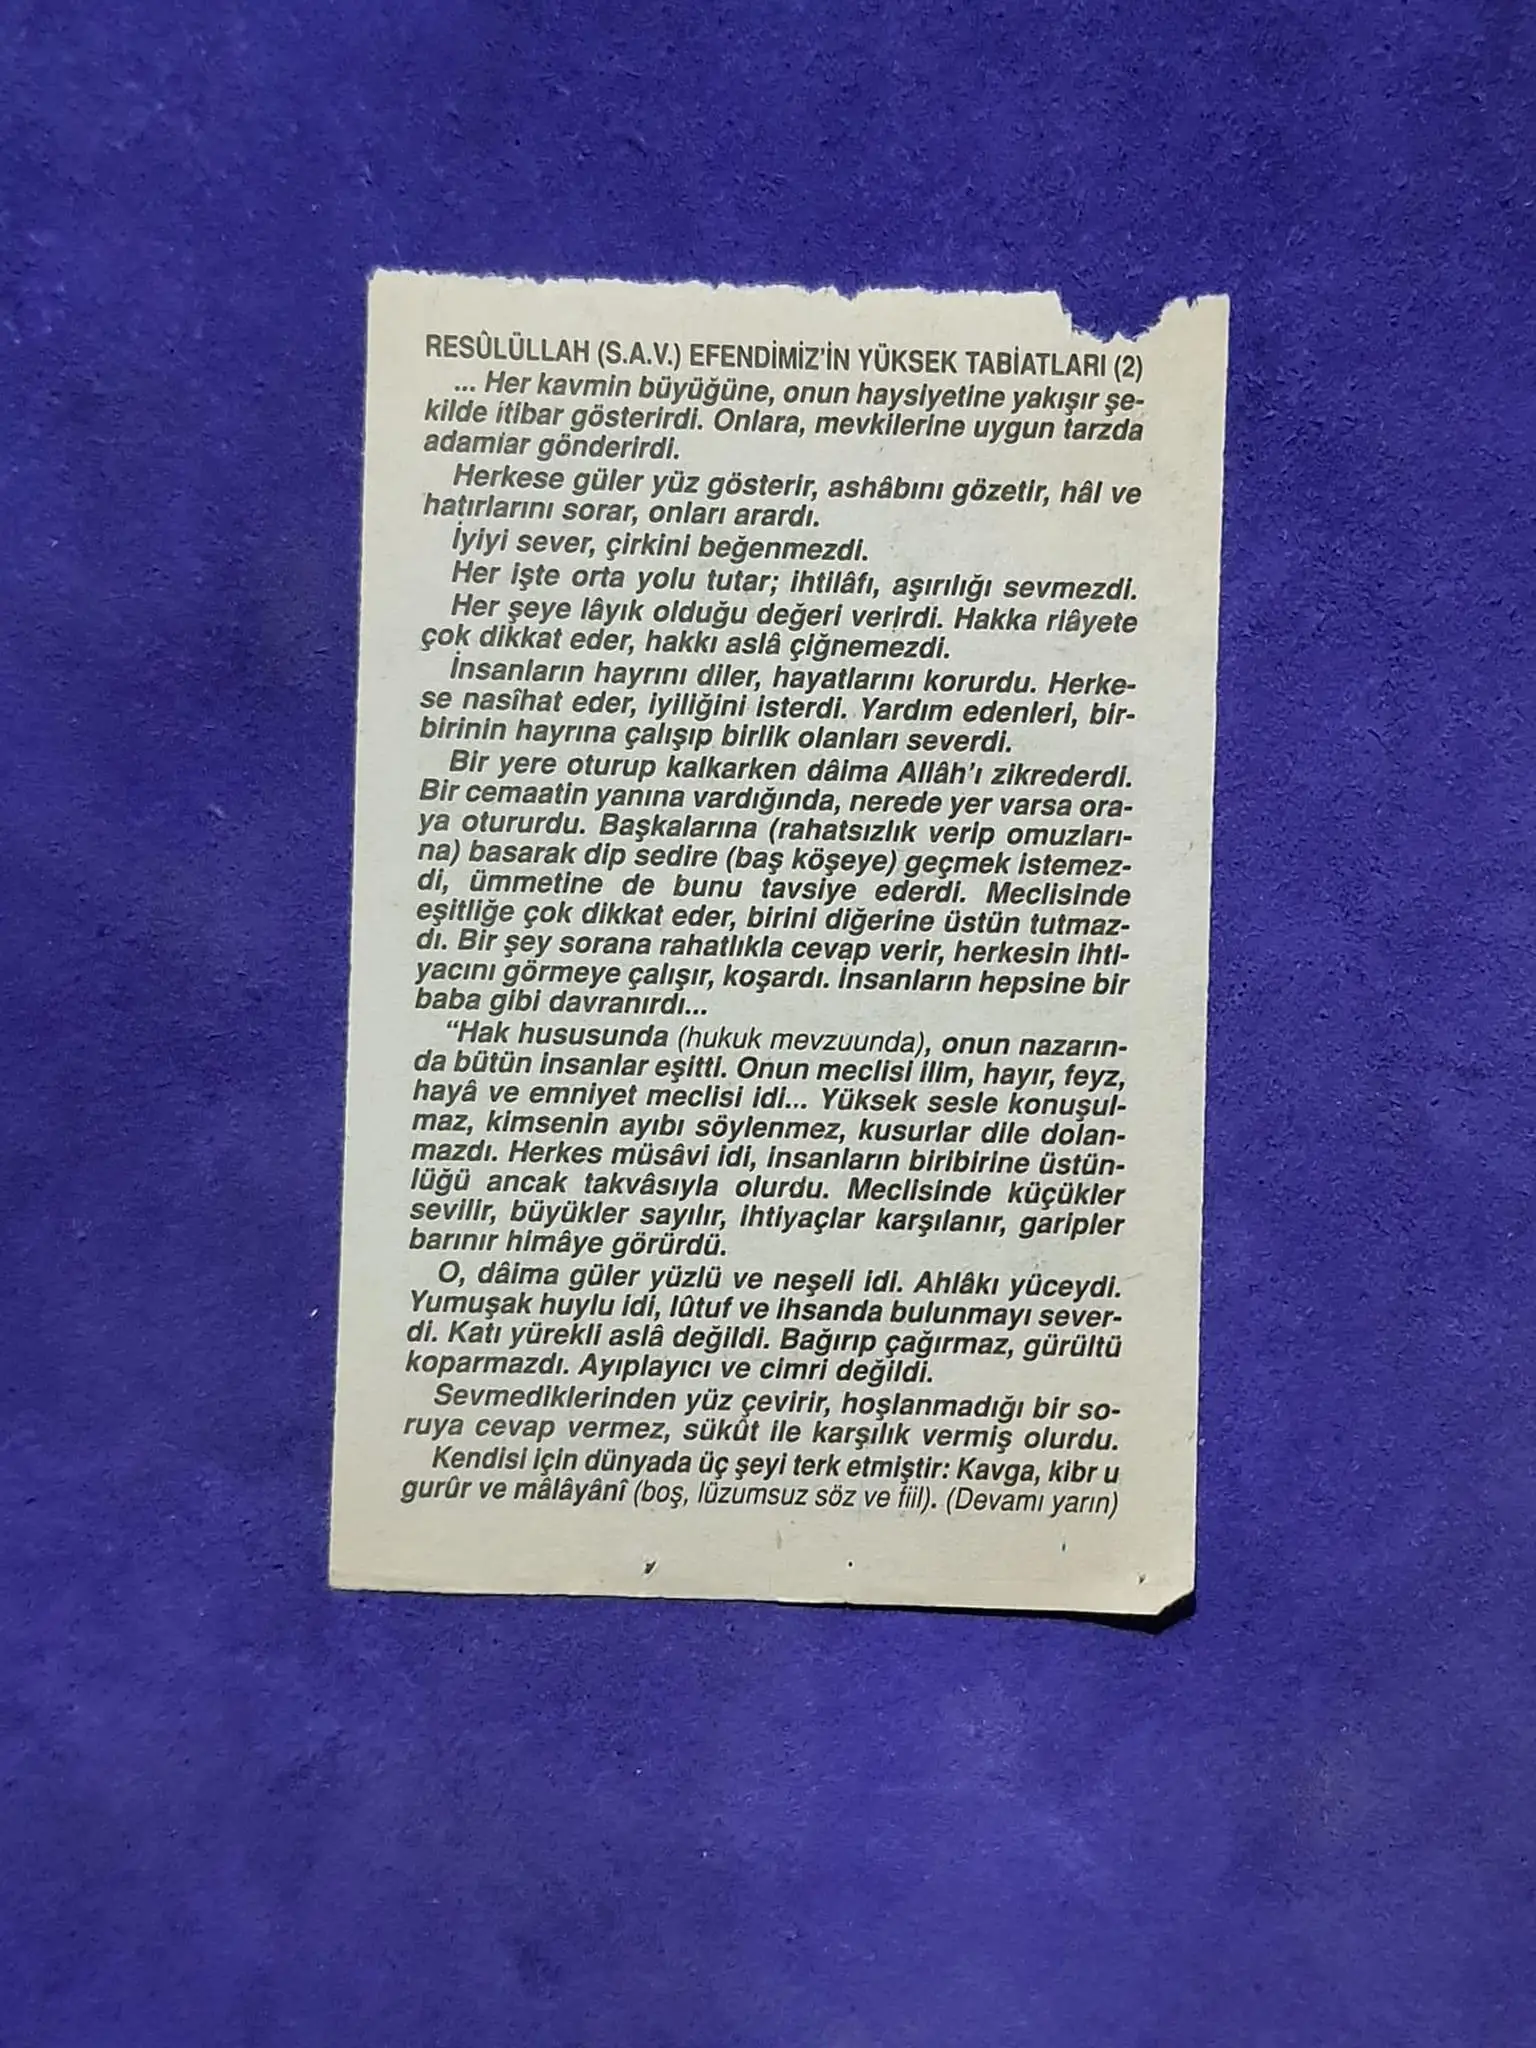 RESÛLÜLLAH (S.A.V.) EFENDİMİZ'İN YÜKSEK TABİATLARI (2)
... Her kavmin büyüğüne, onun haysiyetine yakışır şe-
kilde itibar gösterirdi. Onlara, mevkilerine uygun tarzda
adamlar gönderirdi.
Herkese güler yüz gösterir, ashâbını gözetir, hâl ve
hatırlarını sorar, onları arardı.
İyiyi sever, çirkini beğenmezdi.
Her işte orta yolu tutar; ihtilâfı, aşırılığı sevmezdi.
Her şeye lâyık olduğu değeri verirdi. Hakka riâyete
çok dikkat eder, hakkı aslâ çiğnemezdi.
İnsanların hayrını diler, hayatlarını korurdu. Herke-
se nasîhat eder, iyiliğini isterdi. Yardım edenleri, bir-
birinin hayrına çalışıp birlik olanları severdi.
Bir yere oturup kalkarken dâima Allâh'ı zikrederdi.
Bir cemaatin yanına vardığında, nerede yer varsa ora-
ya otururdu. Başkalarına (rahatsızlık verip omuzları-
na) basarak dip sedire (baş köşeye) geçmek istemez-
di, ümmetine de bunu tavsiye ederdi. Meclisinde
eşitliğe çok dikkat eder, birini diğerine üstün tutmaz-
dı. Bir şey sorana rahatlıkla cevap verir, herkesin ihti-
yacını görmeye çalışır, koşardı. İnsanların hepsine bir
baba gibi davranırdı...
"Hak hususunda (hukuk mevzuunda), onun nazarın-
da bütün insanlar eşitti. Onun meclisi ilim, hayır, feyz,
hayâ ve emniyet meclisi idi... Yüksek sesle konuşul-
maz, kimsenin ayıbı söylenmez, kusurlar dile dolan-
mazdı. Herkes müsâvi idi, insanların biribirine üstün-
lüğü ancak takvâsıyla olurdu. Meclisinde küçükler
sevilir, büyükler sayılır, ihtiyaçlar karşılanır, garipler
barınır himâye görürdü.
O, dâima güler yüzlü ve neşeli idi. Ahlâkı yüceydi.
Yumuşak huylu idi, lûtuf ve ihsanda bulunmayı sever-
di. Katı yürekli aslâ değildi. Bağırıp çağırmaz, gürültü
koparmazdı. Ayıplayıcı ve cimri değildi.
Sevmediklerinden yüz çevirir, hoşlanmadığı bir so-
ruya cevap vermez, sükût ile karşılık vermiş olurdu.
Kendisi için dünyada üç şeyi terk etmiştir: Kavga, kibr u
gurûr ve mâlâyânî (boş, lüzumsuz söz ve fiil). (Devamı yarın)